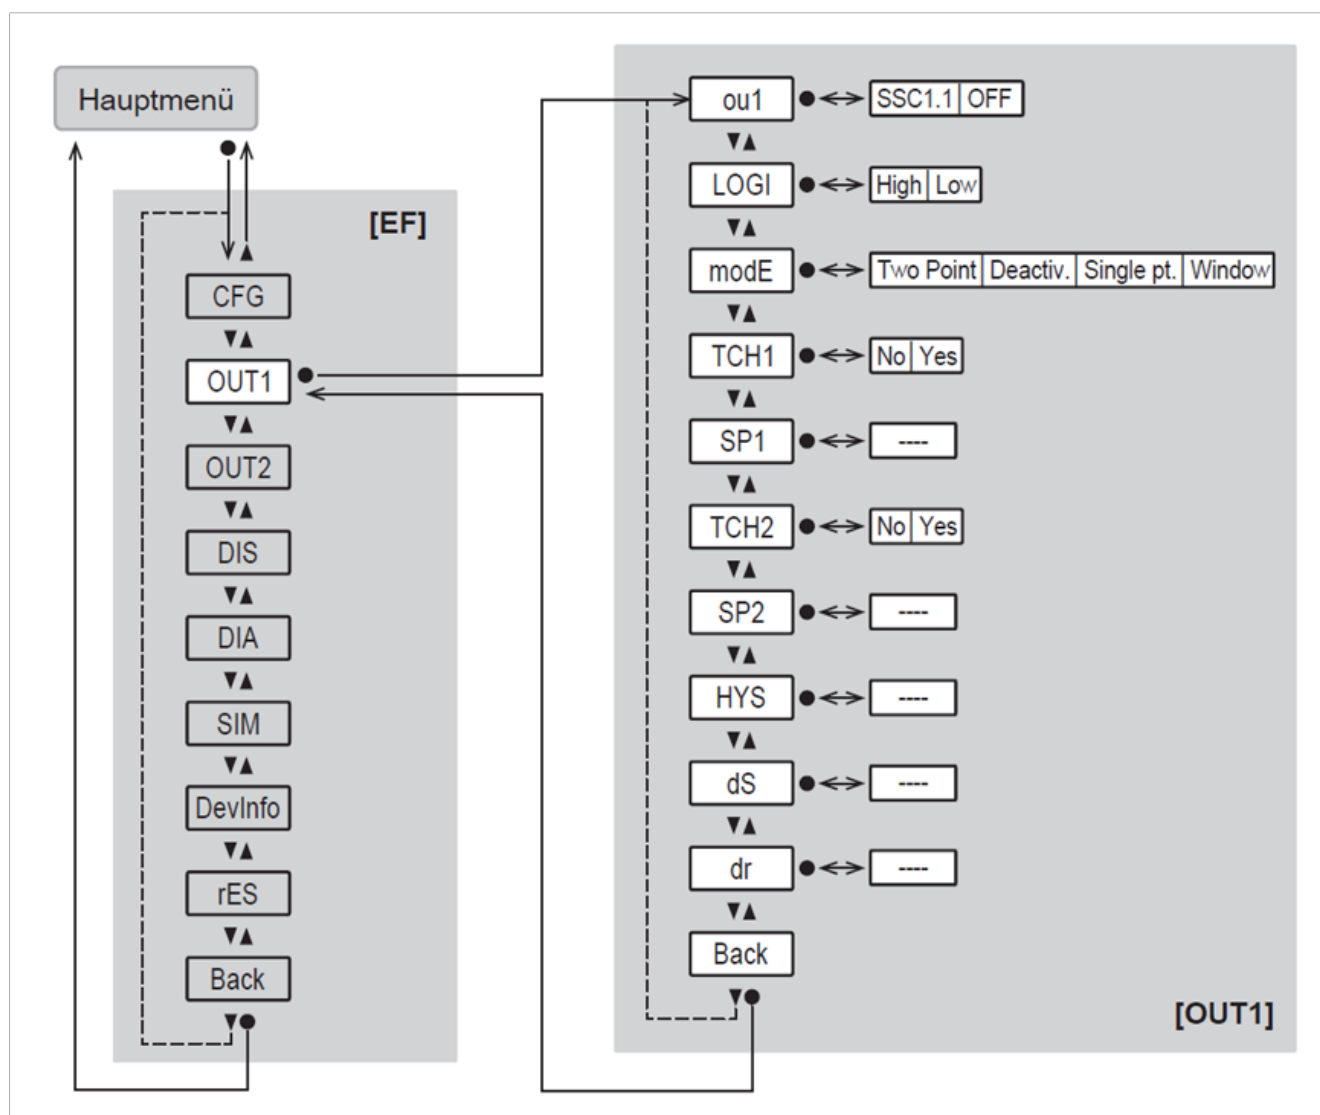 Hauptmenü
[EF]
CFG
OUT1
OUT2
DIS
DIA
SIM
DevInfo
rES
Back
ou1 SSC1.1 OFF
LOGI High Low
modE Two Point Deactiv. Single pt. Window
TCH1 No Yes
SP1 ----
TCH2 No Yes
SP2 ----
HYS ----
dS ----
dr ----
Back
[OUT1]